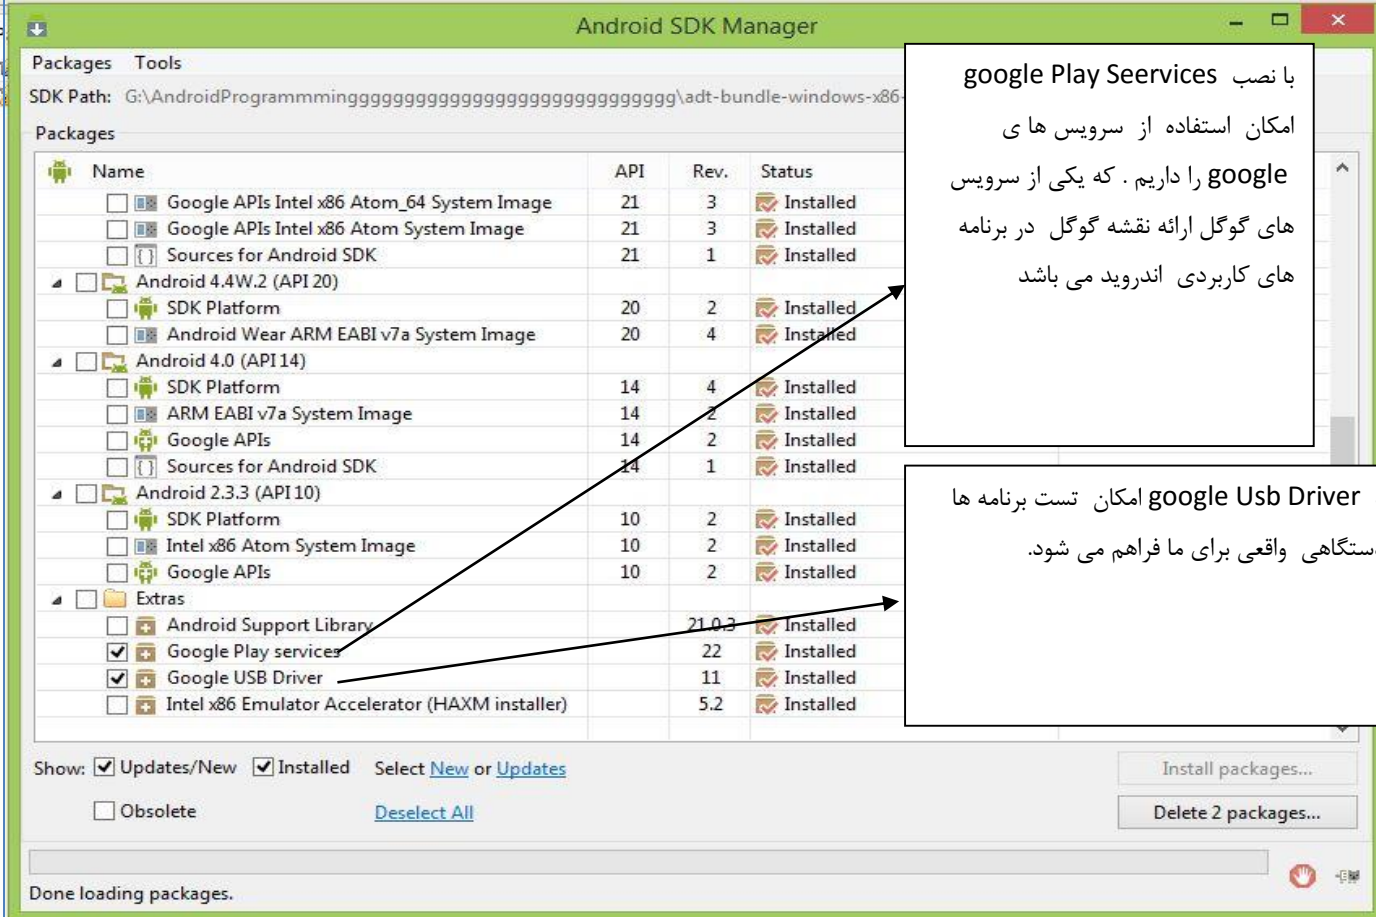 Android SDK Manager
Packages Tools
SDK Path: G:\AndroidProgrammmingggggggggggggggggggggggggggggg\adt-bundle-windows-x86-
Packages
Name API Rev. Status
Google APIs Intel x86 Atom_64 System Image 21 3 Installed
Google APIs Intel x86 Atom System Image 21 3 Installed
Sources for Android SDK 21 1 Installed
Android 4.4W.2 (API 20)
SDK Platform 20 2 Installed
Android Wear ARM EABI v7a System Image 20 4 Installed
Android 4.0 (API 14)
SDK Platform 14 4 Installed
ARM EABI v7a System Image 14 2 Installed
Google APIs 14 2 Installed
Sources for Android SDK 14 1 Installed
Android 2.3.3 (API 10)
SDK Platform 10 2 Installed
Intel x86 Atom System Image 10 2 Installed
Google APIs 10 2 Installed
Extras
Android Support Library 21.0.3 Installed
Google Play services 22 Installed
Google USB Driver 11 Installed
Intel x86 Emulator Accelerator (HAXM installer) 5.2 Installed
با نصب google Play Seervices
امکان استفاده از سرویس ها ی
google را داریم . که یکی از سرویس
های گوگل ارائه نقشه گوگل در برنامه
های کاربردی اندروید می باشد
google Usb Driver امکان تست برنامه ها
واقعی برای ما فراهم می شود.
Show: Updates/New Installed Select New or Updates
Install packages...
Obsolete Deselect All
Delete 2 packages...
Done loading packages.